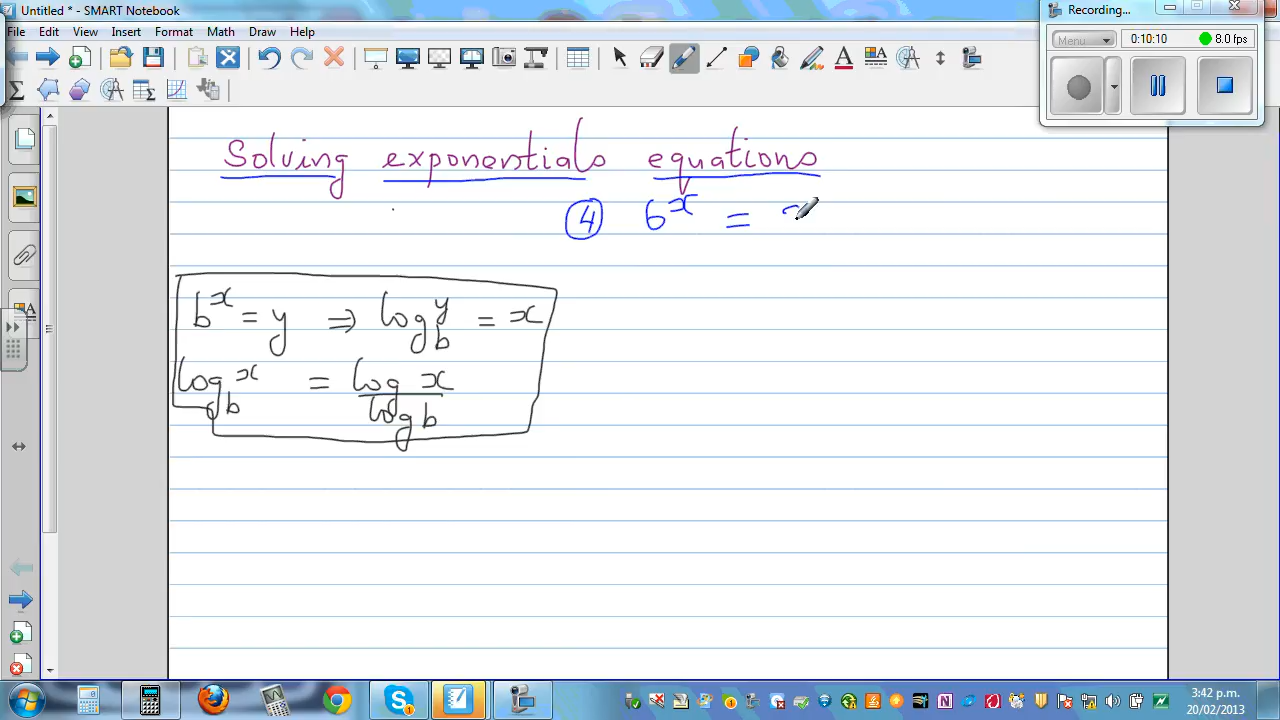 Untitled * - SMART Notebook
Recording...
File Edit View Insert Format Math Draw Help
Menu
0:10:10
8.0 fps
Solving exponentials equations
④ 6^x =
b^x = y ⇒ log_b y = x
log_b x = log x / log b
3:42 p.m.
20/02/2013